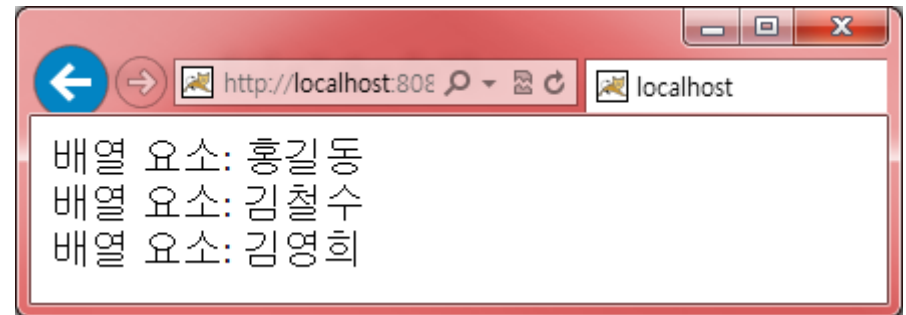 http://localhost:808
localhost
배열 요소: 홍길동
배열 요소: 김철수
배열 요소: 김영희